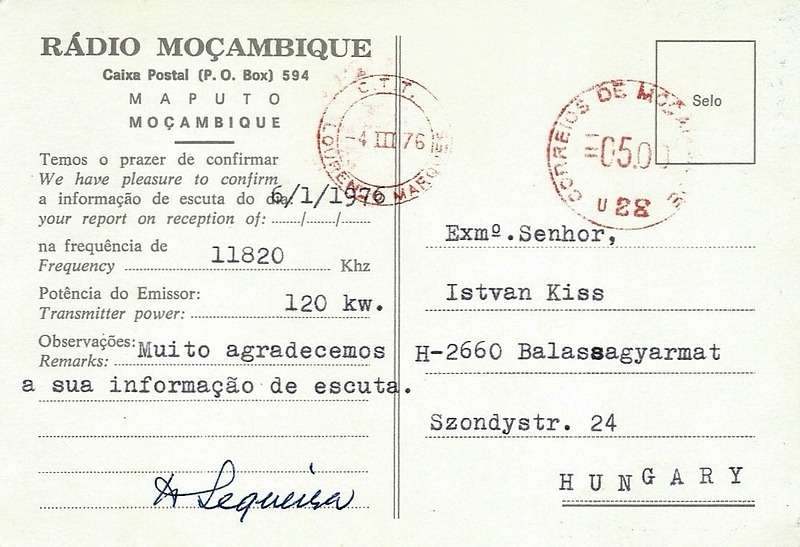 RÁDIO MOÇAMBIQUE
Caixa Postal (P. O. Box) 594
MAPUTO
MOÇAMBIQUE
Temos o prazer de confirmar
We have pleasure to confirm
a informação de escuta do dia: 6/1/1976
your report on reception of: ....../....../......
na frequência de
Frequency 11820 Khz
Potência do Emissor:
Transmitter power: 120 kw.
Observações: Muito agradecemos
Remarks:
a sua informação de escuta.
A Sequeira
C.T.T.
-4 III 76
LOURENÇO MARQUES
CORREIOS DE MOÇAMBIQUE
=05.00
U 28
Selo
Exmº.Senhor,
Istvan Kiss
H-2660 Balassagyarmat
Szondystr. 24
HUNGARY